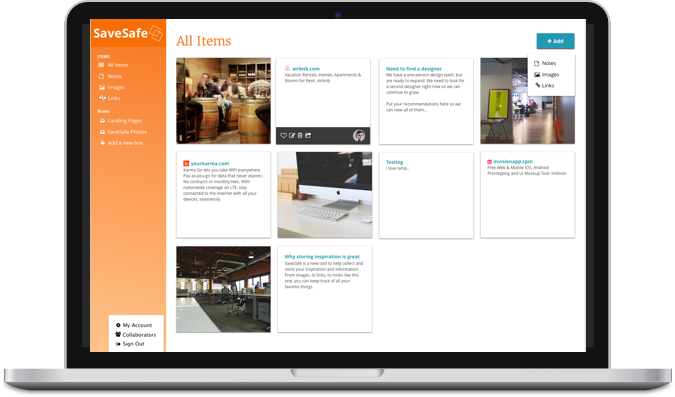 SaveSafe
ITEMS
All Items
Notes
Images
Links
Boxes
Landing Pages
SaveSafe Photos
Add a new box
My Account
Collaborators
Sign Out
All Items
+ Add
Notes
Images
Links
airbnb.com
Vacation Rentals, Homes, Apartments &
Rooms for Rent- Airbnb
Need to find a designer
We have a one-person design team, but
are ready to expand. We need to look for
a second designer right now so we can
continue to grow.
Put your recommendations here so we
can view all of them...
yourkarma.com
Karma Go lets you take WiFi everywhere.
Pay-as-you-go for data that never expires,
no contracts or monthly fees. With
nationwide coverage on LTE, stay
connected to the internet with all your
devices, seamlessly.
Testing
I love lamp...
invisionapp.cpm
Free Web & Mobile IOS, Android
Prototyping and UI Mockup Tool- InVision
Why storing inspiration is great
SaveSafe is a new tool to help collect and
store your inspiration and information.
From images, to links, to notes like this
one, you can keep track of all your
favorite things.